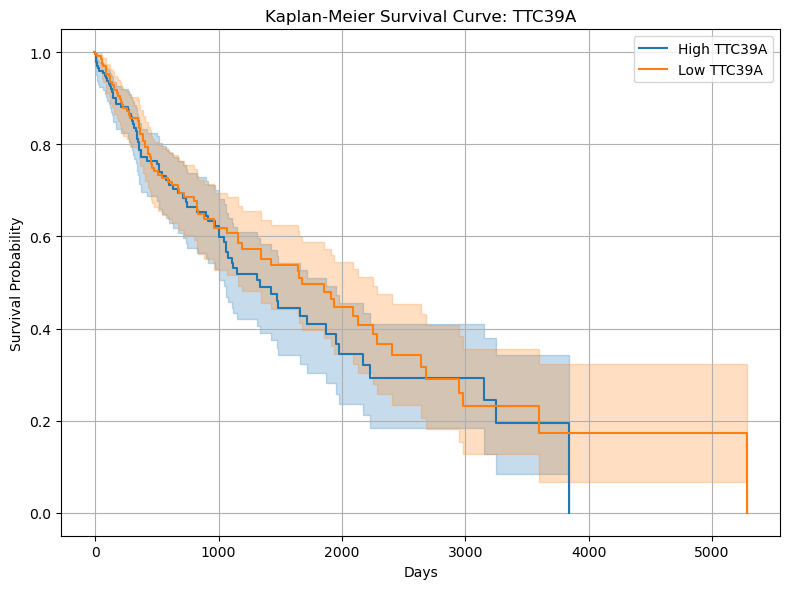 Kaplan-Meier Survival Curve: TTC39A
High TTC39A
Low TTC39A
Survival Probability
1.0
0.8
0.6
0.4
0.2
0.0
0 1000 2000 3000 4000 5000
Days